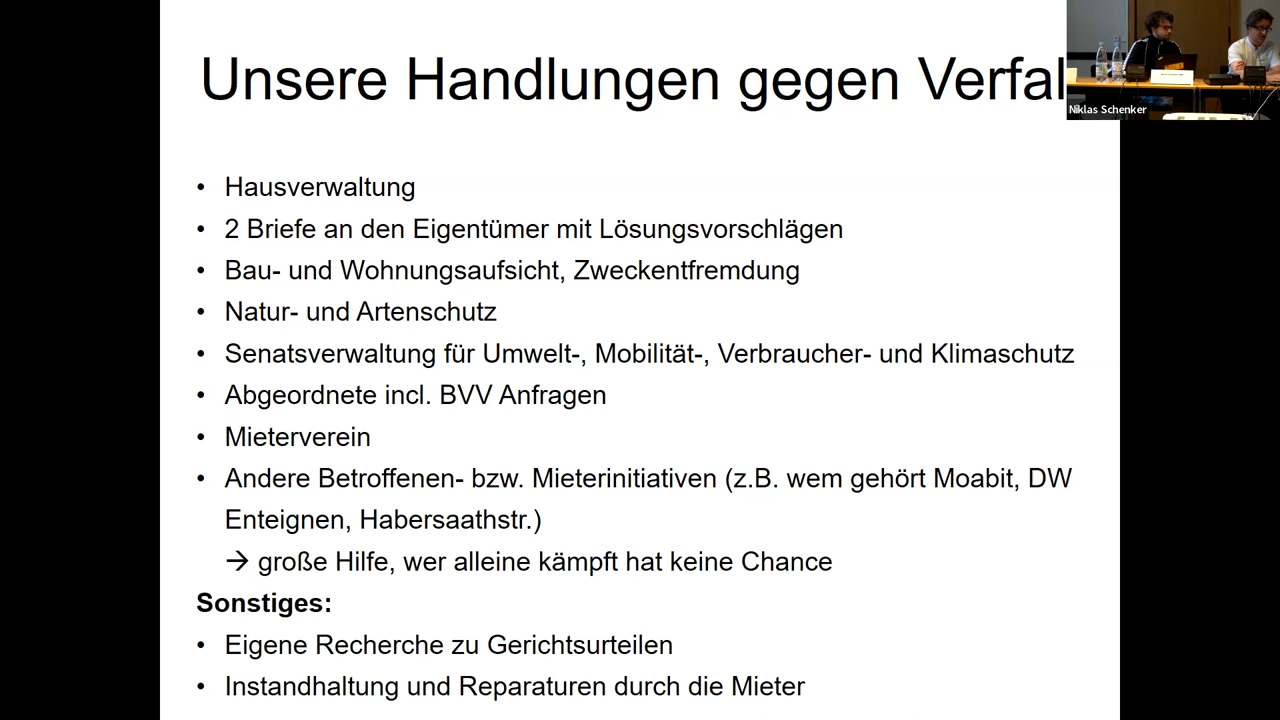 Unsere Handlungen gegen Verfal
Niklas Schenker
• Hausverwaltung
• 2 Briefe an den Eigentümer mit Lösungsvorschlägen
• Bau- und Wohnungsaufsicht, Zweckentfremdung
• Natur- und Artenschutz
• Senatsverwaltung für Umwelt-, Mobilität-, Verbraucher- und Klimaschutz
• Abgeordnete incl. BVV Anfragen
• Mieterverein
• Andere Betroffenen- bzw. Mieterinitiativen (z.B. wem gehört Moabit, DW
Enteignen, Habersaathstr.)
→ große Hilfe, wer alleine kämpft hat keine Chance
Sonstiges:
• Eigene Recherche zu Gerichtsurteilen
• Instandhaltung und Reparaturen durch die Mieter